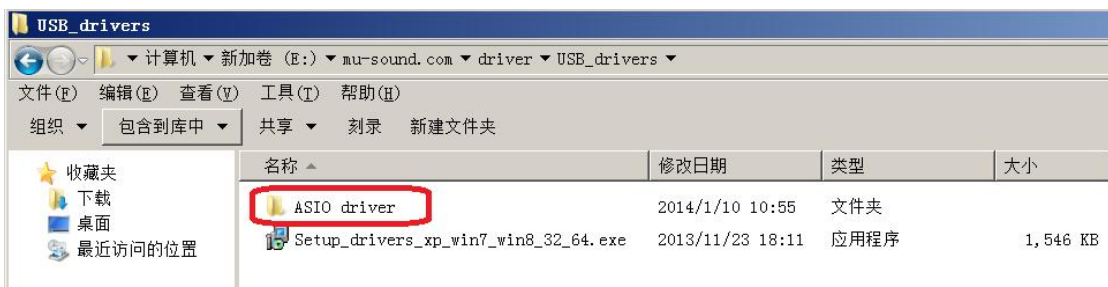 USB_drivers
计算机 新加卷 (E:) mu-sound.com driver USB_drivers
文件(F) 编辑(E) 查看(V) 工具(T) 帮助(H)
组织 包含到库中 共享 刻录 新建文件夹
收藏夹
下载
桌面
最近访问的位置
名称 修改日期 类型 大小
ASIO driver 2014/1/10 10:55 文件夹
Setup_drivers_xp_win7_win8_32_64.exe 2013/11/23 18:11 应用程序 1,546 KB